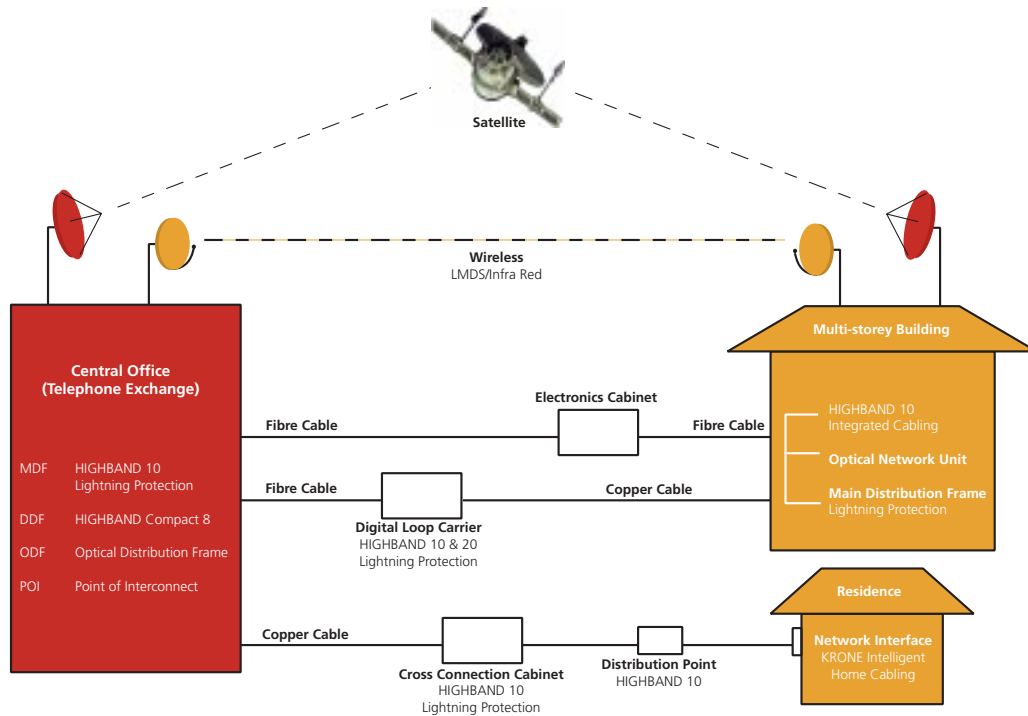 Satellite
Wireless
LMDS/Infra Red
Multi-storey Building
Central Office
(Telephone Exchange)
Electronics Cabinet
Fibre Cable
Fibre Cable
HIGHBAND 10
Integrated Cabling
Optical Network Unit
Main Distribution Frame
Lightning Protection
MDF HIGHBAND 10
Lightning Protection
DDF HIGHBAND Compact 8
ODF Optical Distribution Frame
POI Point of Interconnect
Fibre Cable
Copper Cable
Digital Loop Carrier
HIGHBAND 10 & 20
Lightning Protection
Residence
Copper Cable
Network Interface
KRONE Intelligent
Home Cabling
Cross Connection Cabinet
HIGHBAND 10
Lightning Protection
Distribution Point
HIGHBAND 10